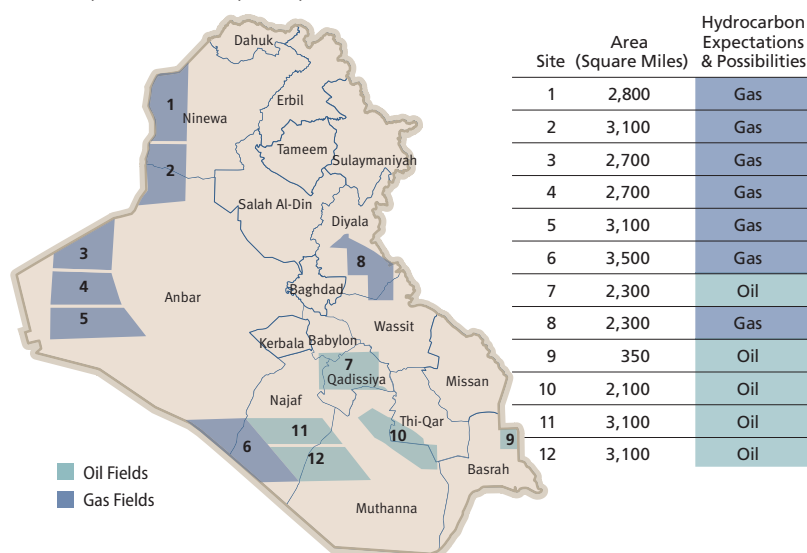 Dahuk
1
Ninewa
Erbil
Tameem
Sulaymaniyah
2
Salah Al-Din
Diyala
3
8
4
Anbar
Baghdad
5
Wassit
Kerbala
Babylon
7
Qadissiya
Missan
Najaf
Thi-Qar
11
10
9
6
12
Basrah
Muthanna
Oil Fields
Gas Fields
Hydrocarbon
Area Expectations
Site (Square Miles) & Possibilities
1 2,800 Gas
2 3,100 Gas
3 2,700 Gas
4 2,700 Gas
5 3,100 Gas
6 3,500 Gas
7 2,300 Oil
8 2,300 Gas
9 350 Oil
10 2,100 Oil
11 3,100 Oil
12 3,100 Oil